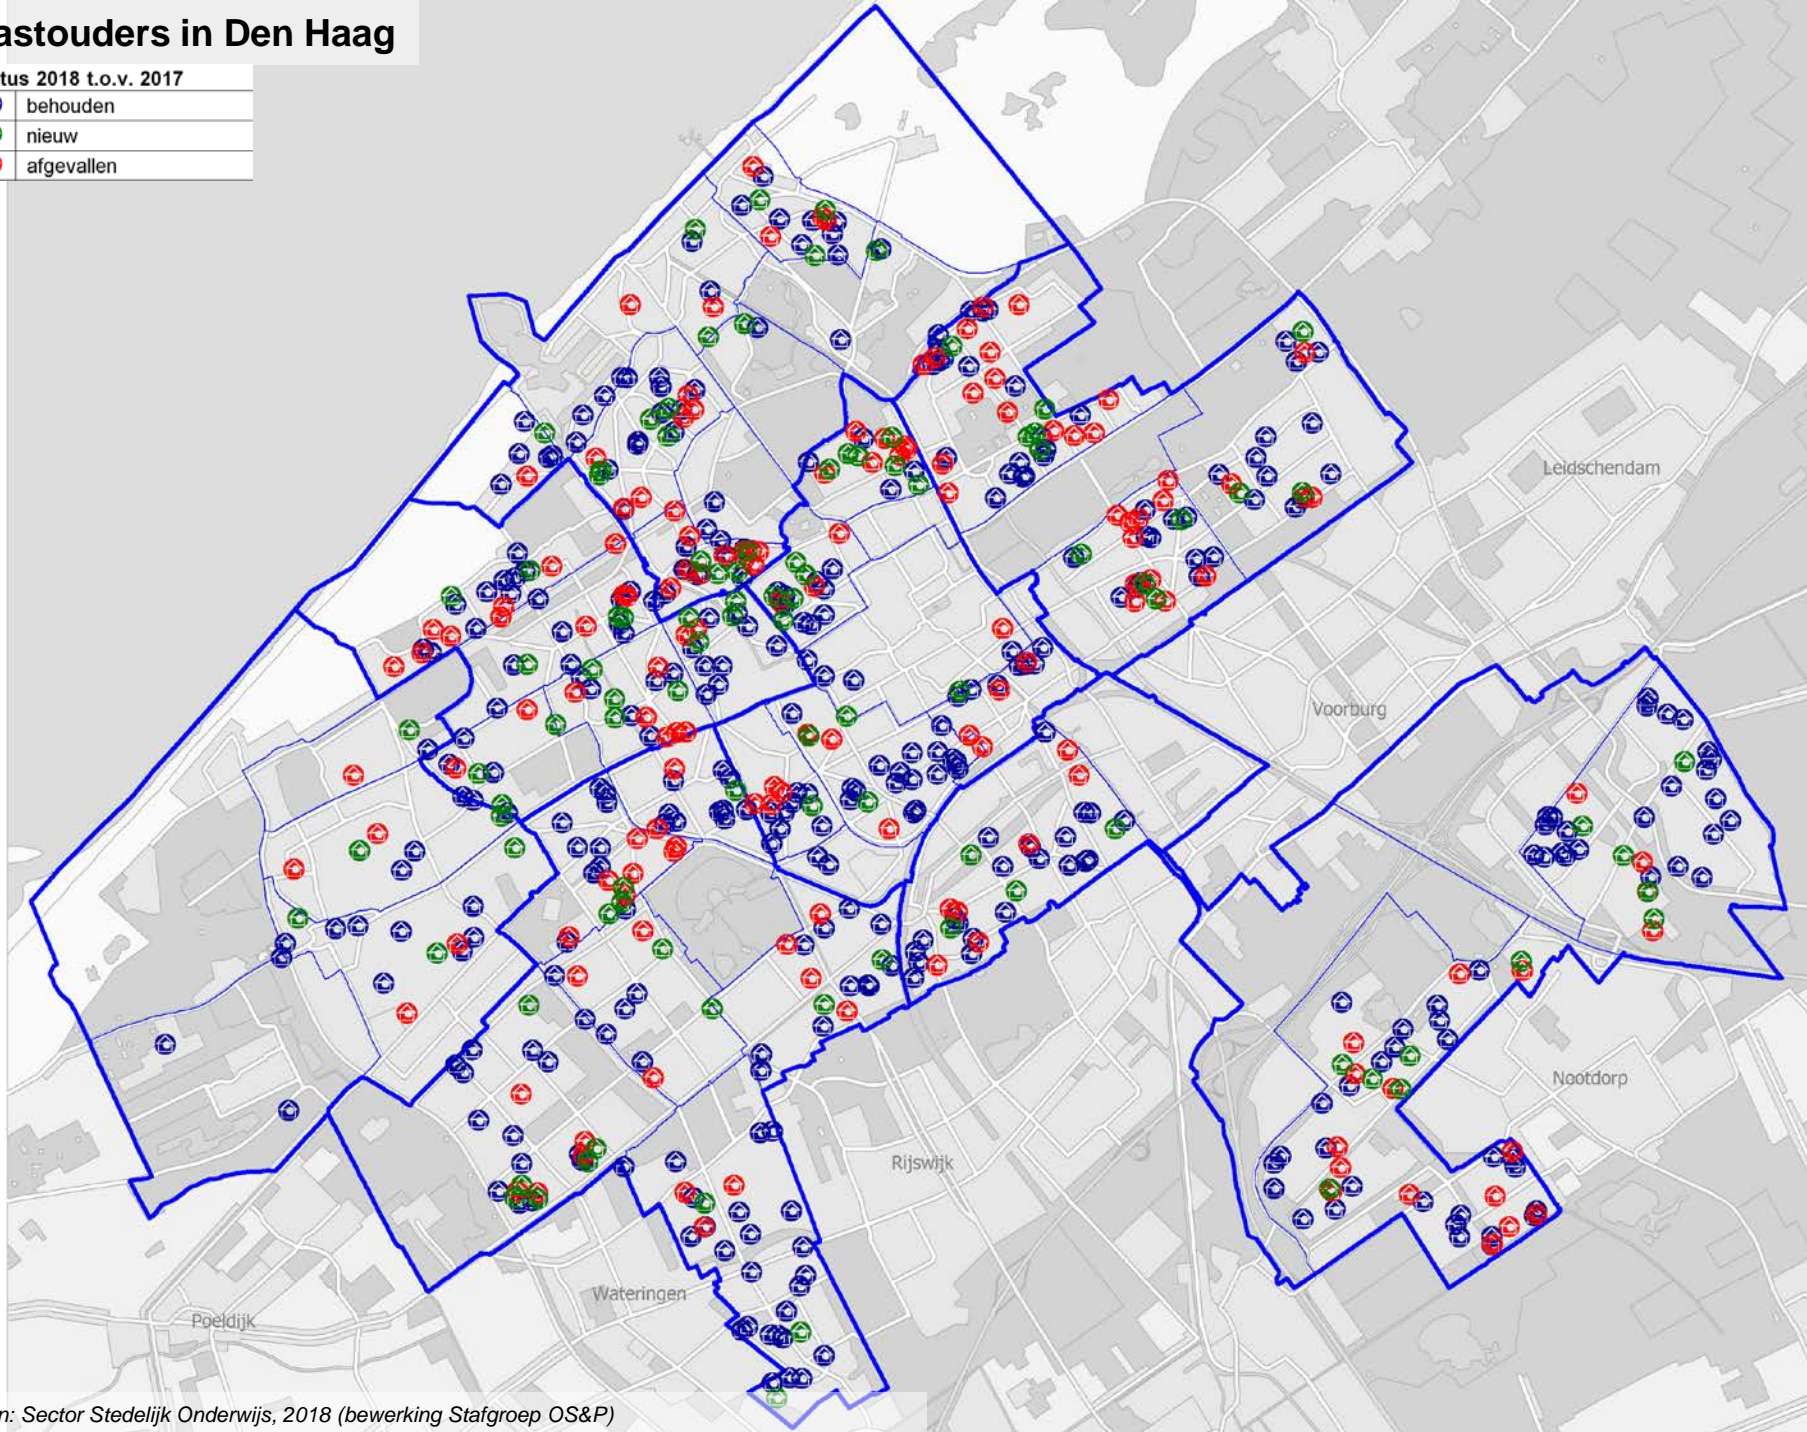 astouders in Den Haag
tus 2018 t.o.v. 2017
behouden
nieuw
afgevallen
Leidschendam
Voorburg
Nootdorp
Rijswijk
Wateringen
Poeldijk
n: Sector Stedelijk Onderwijs, 2018 (bewerking Stafgroep OS&P)